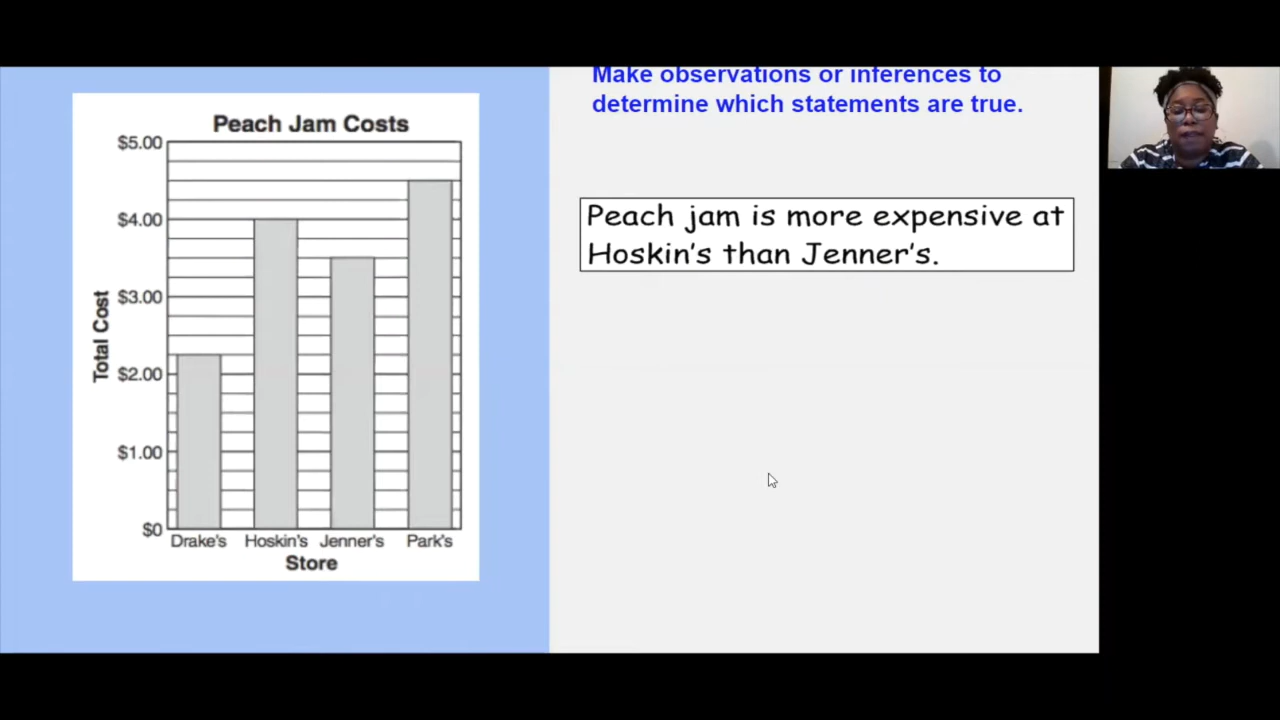 Make observations or inferences to
determine which statements are true.
Peach Jam Costs
$5.00
$4.00
$3.00
$2.00
$1.00
$0
Total Cost
Drake's Hoskin's Jenner's Park's
Store
Peach jam is more expensive at
Hoskin's than Jenner's.